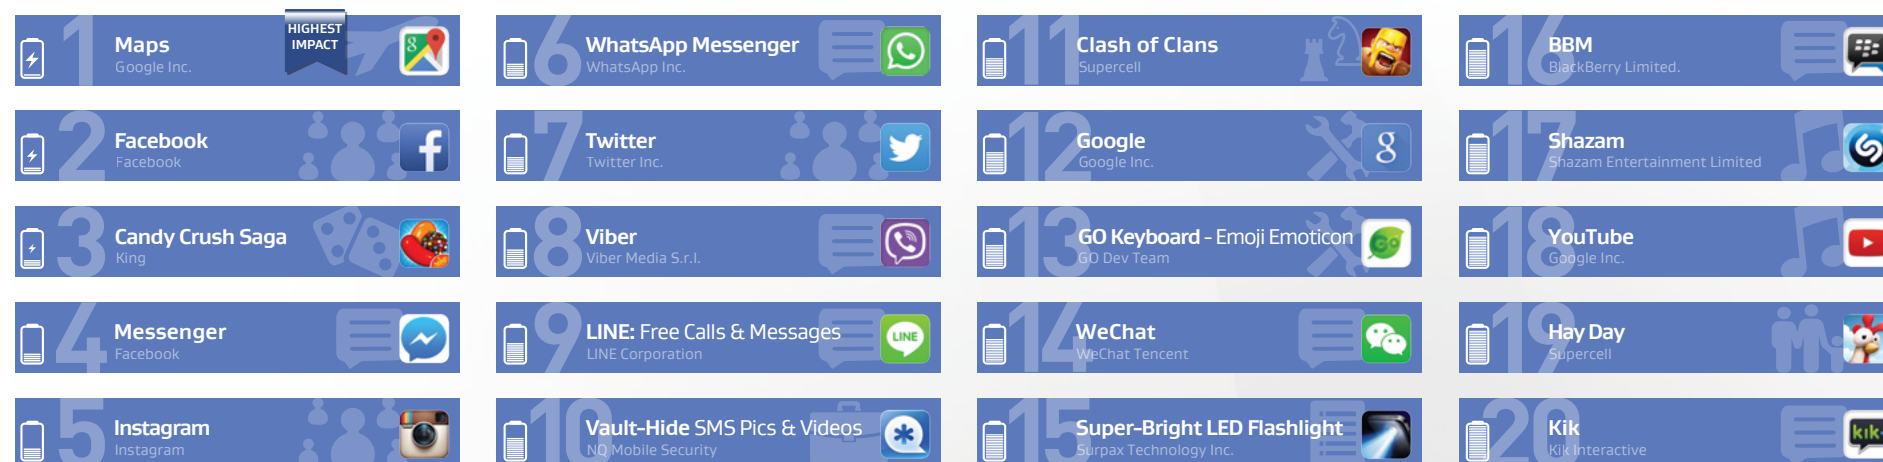 1
Maps
Google Inc.
HIGHEST
IMPACT
8
2
Facebook
Facebook
f
3
Candy Crush Saga
King
4
Messenger
Facebook
5
Instagram
Instagram
6
WhatsApp Messenger
WhatsApp Inc.
7
Twitter
Twitter Inc.
8
Viber
Viber Media S.r.l.
9
LINE: Free Calls & Messages
LINE Corporation
LINE
10
Vault-Hide SMS Pics & Videos
NQ Mobile Security
11
Clash of Clans
Supercell
12
Google
Google Inc.
g
13
GO Keyboard - Emoji Emoticon
GO Dev Team
GO
14
WeChat
WeChat Tencent
15
Super-Bright LED Flashlight
Surpax Technology Inc.
16
BBM
BlackBerry Limited.
17
Shazam
Shazam Entertainment Limited
18
YouTube
Google Inc.
19
Hay Day
Supercell
20
Kik
Kik Interactive
kik